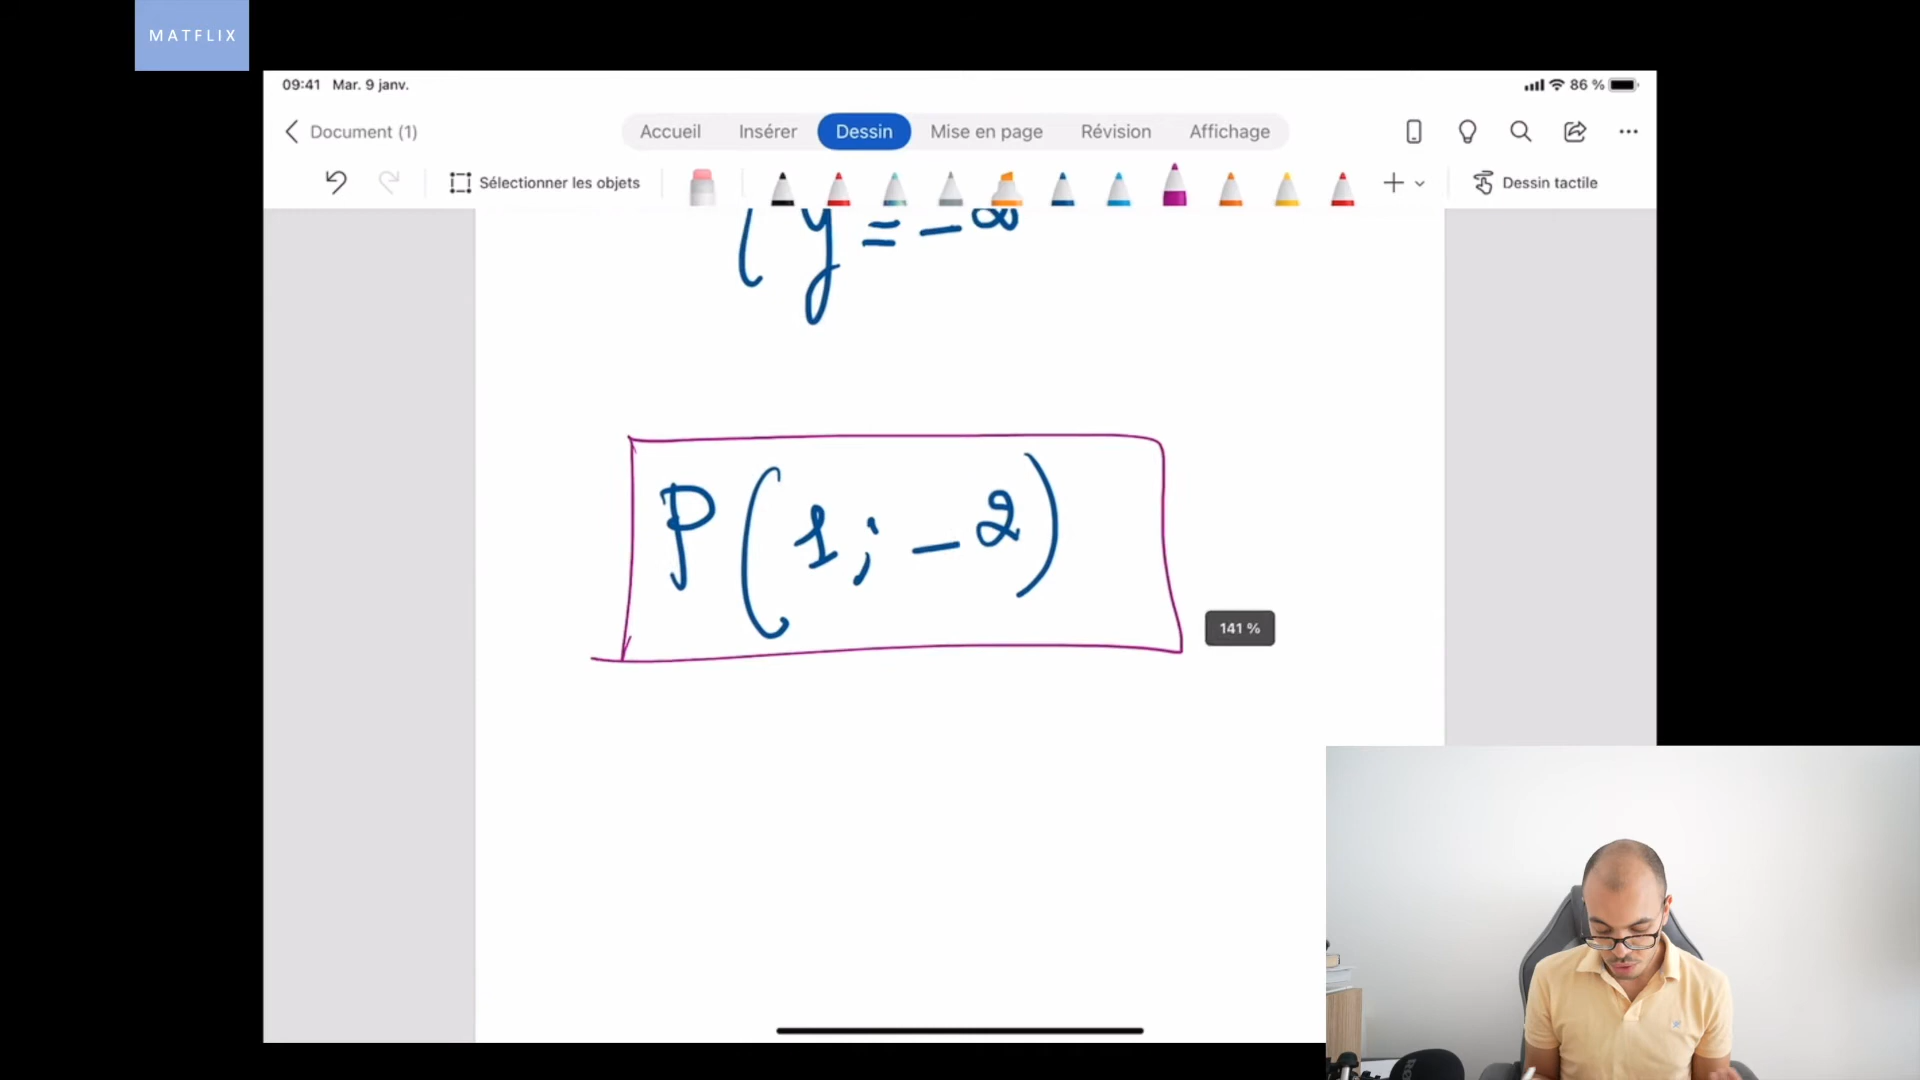 MATFLIX
09:41 Mar. 9 janv. 86 %
Document (1) Accueil Insérer Dessin Mise en page Révision Affichage
Sélectionner les objets Dessin tactile
y = -
P(1; -2)
141 %